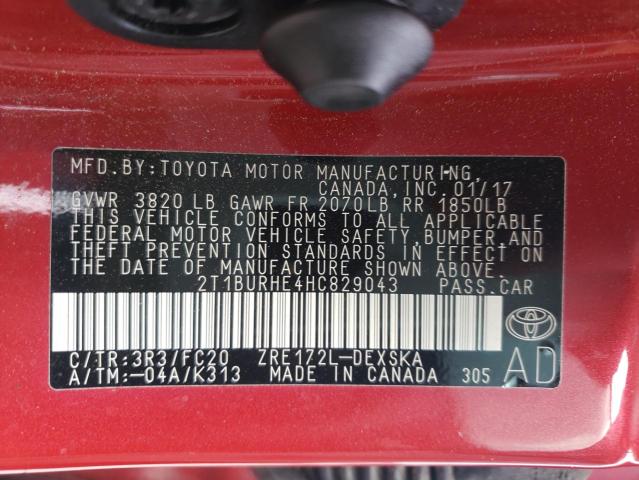 MFD. BY: TOYOTA MOTOR MANUFACTURING,
CANADA, INC. 01/17
GVWR 3820 LB GAWR FR 2070LB RR 1850LB
THIS VEHICLE CONFORMS TO ALL APPLICABLE
FEDERAL MOTOR VEHICLE SAFETY, BUMPER, AND
THEFT PREVENTION STANDARDS IN EFFECT ON
THE DATE OF MANUFACTURE SHOWN ABOVE.
2T1BURHE4HC829043 PASS.CAR
C/TR:3R3/FC20 ZRE172L-DEXSKA
A/TM:-04A/K313 MADE IN CANADA 305 AD
TOYOTA